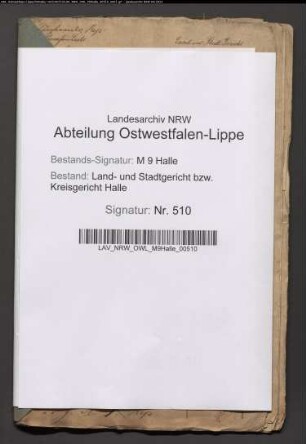 Landesarchiv NRW
Abteilung Ostwestfalen-Lippe
Bestands-Signatur: M 9 Halle
Bestand: Land- und Stadtgericht bzw.
Kreisgericht Halle
Signatur: Nr. 510
LAV_NRW_OWL_M9Halle_00510